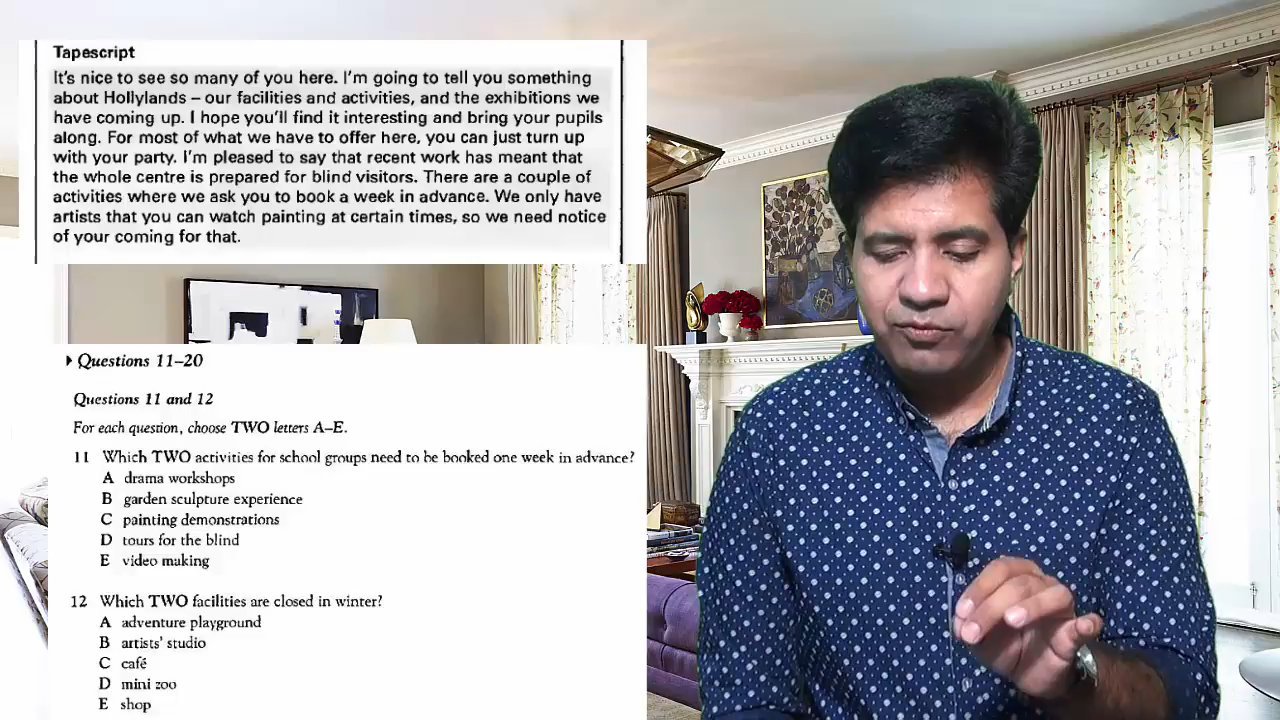 Tapescript
It's nice to see so many of you here. I'm going to tell you something
about Hollylands – our facilities and activities, and the exhibitions we
have coming up. I hope you'll find it interesting and bring your pupils
along. For most of what we have to offer here, you can just turn up
with your party. I'm pleased to say that recent work has meant that
the whole centre is prepared for blind visitors. There are a couple of
activities where we ask you to book a week in advance. We only have
artists that you can watch painting at certain times, so we need notice
of your coming for that.
Questions 11–20
Questions 11 and 12
For each question, choose TWO letters A–E.
11 Which TWO activities for school groups need to be booked one week in advance?
A drama workshops
B garden sculpture experience
C painting demonstrations
D tours for the blind
E video making
12 Which TWO facilities are closed in winter?
A adventure playground
B artists' studio
C café
D mini zoo
E shop